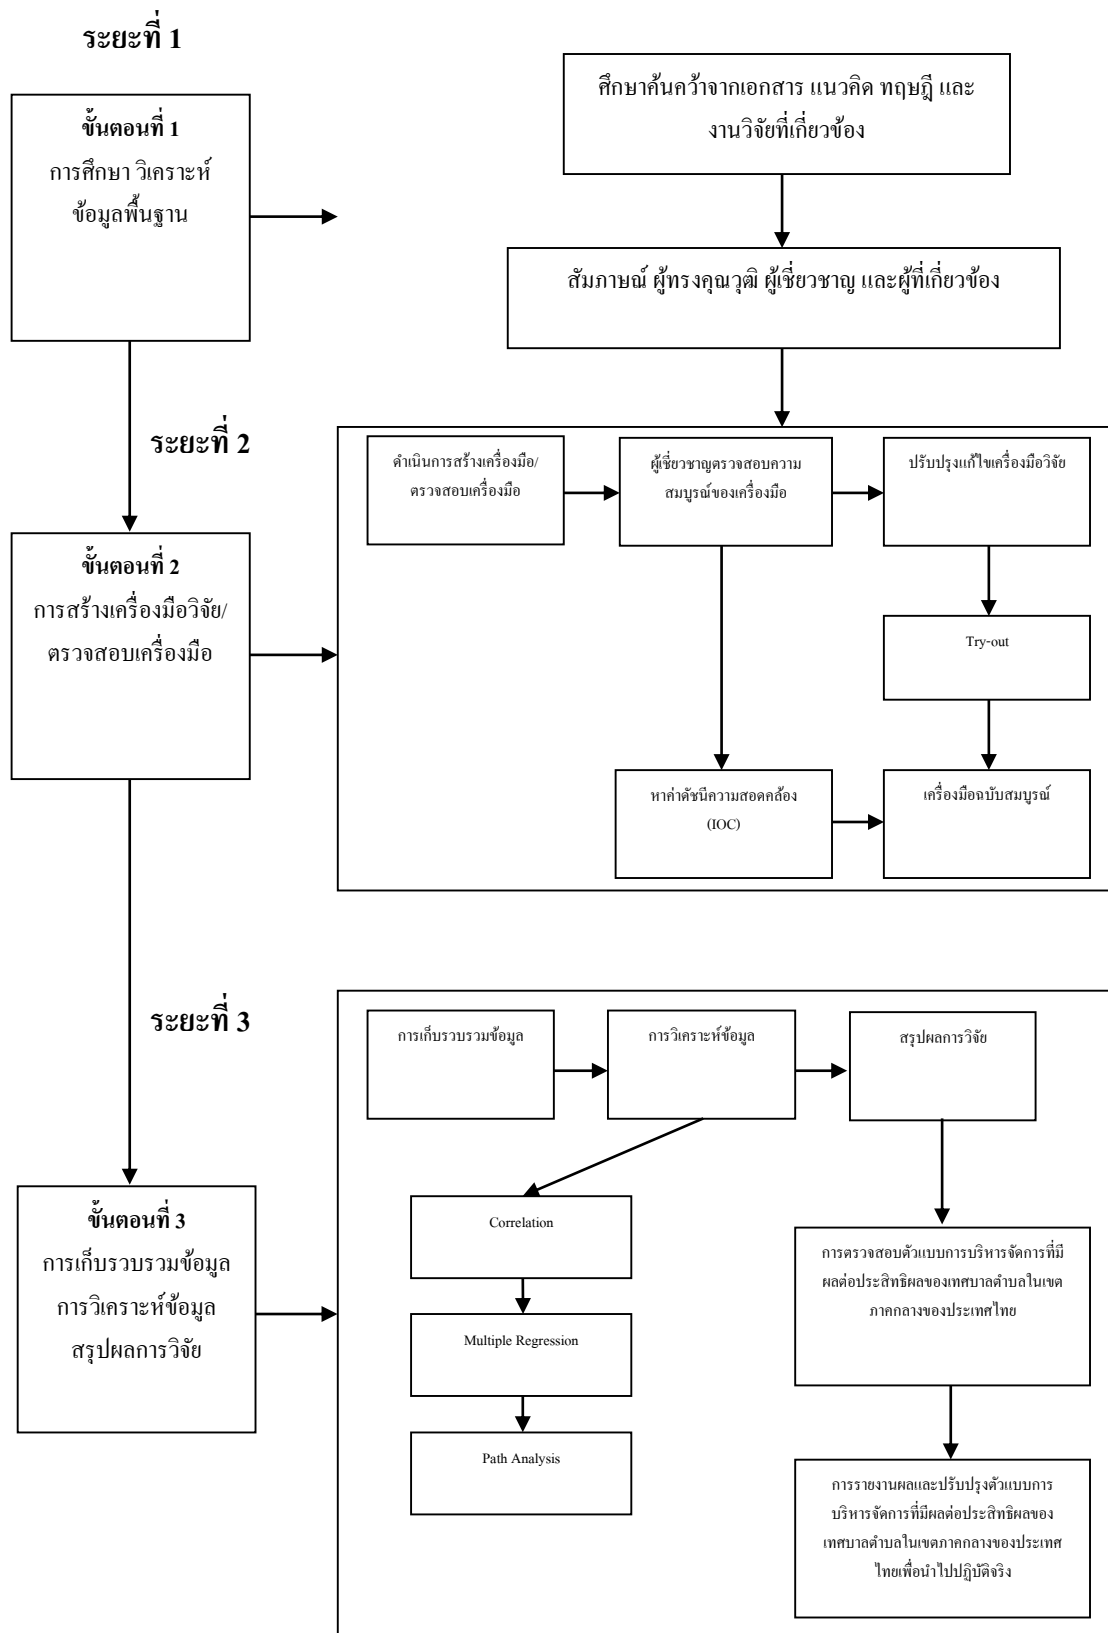 ระยะที่ 1
ขั้นตอนที่ 1
การศึกษา วิเคราะห์
ข้อมูลพื้นฐาน
ศึกษาค้นคว้าจากเอกสาร แนวคิด ทฤษฎี และ
งานวิจัยที่เกี่ยวข้อง
สัมภาษณ์ ผู้ทรงคุณวุฒิ ผู้เชี่ยวชาญ และผู้ที่เกี่ยวข้อง
ระยะที่ 2
ขั้นตอนที่ 2
การสร้างเครื่องมือวิจัย/
ตรวจสอบเครื่องมือ
ดำเนินการสร้างเครื่องมือ/
ตรวจสอบเครื่องมือ
ผู้เชี่ยวชาญตรวจสอบความ
สมบูรณ์ของเครื่องมือ
ปรับปรุงแก้ไขเครื่องมือวิจัย
Try-out
หาค่าดัชนีความสอดคล้อง
(IOC)
เครื่องมือฉบับสมบูรณ์
ระยะที่ 3
ขั้นตอนที่ 3
การเก็บรวบรวมข้อมูล
การวิเคราะห์ข้อมูล
สรุปผลการวิจัย
การเก็บรวบรวมข้อมูล
การวิเคราะห์ข้อมูล
สรุปผลการวิจัย
Correlation
Multiple Regression
Path Analysis
การตรวจสอบตัวแบบการบริหารจัดการที่มี
ผลต่อประสิทธิผลของเทศบาลตำบลในเขต
ภาคกลางของประเทศไทย
การรายงานผลและปรับปรุงตัวแบบการ
บริหารจัดการที่มีผลต่อประสิทธิผลของ
เทศบาลตำบลในเขตภาคกลางของประเทศ
ไทยเพื่อนำไปปฏิบัติจริง